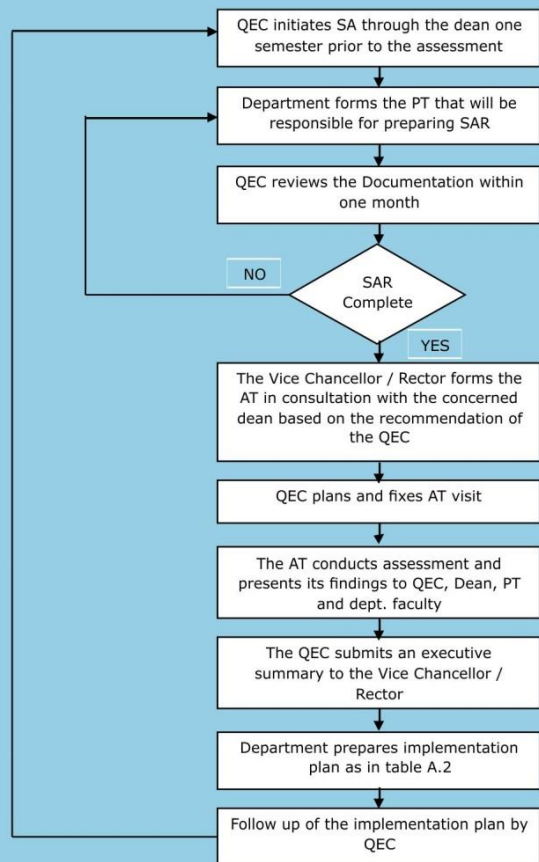 QEC initiates SA through the dean one
semester prior to the assessment
Department forms the PT that will be
responsible for preparing SAR
QEC reviews the Documentation within
one month
NO
SAR
Complete
YES
The Vice Chancellor / Rector forms the
AT in consultation with the concerned
dean based on the recommendation of
the QEC
QEC plans and fixes AT visit
The AT conducts assessment and
presents its findings to QEC, Dean, PT
and dept. faculty
The QEC submits an executive
summary to the Vice Chancellor /
Rector
Department prepares implementation
plan as in table A.2
Follow up of the implementation plan by
QEC